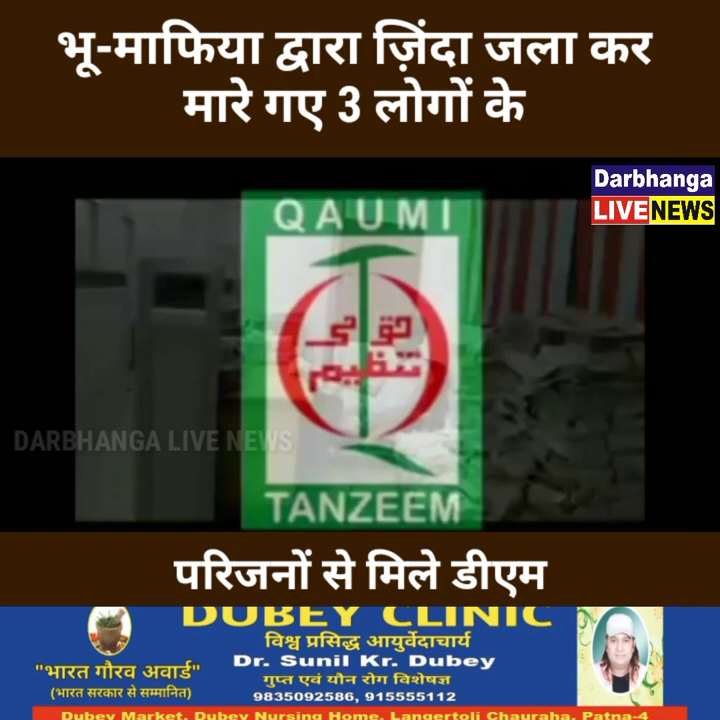 भू-माफिया द्वारा ज़िंदा जला कर
मारे गए 3 लोगों के
Darbhanga
LIVE NEWS
QAUMI
قومی
تنظیم
DARBHANGA LIVE NEWS
TANZEEM
परिजनों से मिले डीएम
DUBEY CLINIC
विश्व प्रसिद्ध आयुर्वेदाचार्य
"भारत गौरव अवार्ड"
Dr. Sunil Kr. Dubey
(भारत सरकार से सम्मानित)
गुप्त एवं यौन रोग विशेषज्ञ
9835092586, 915555112
Dubey Market, Dubey Nursing Home, Langertoli Chauraha, Patna-4